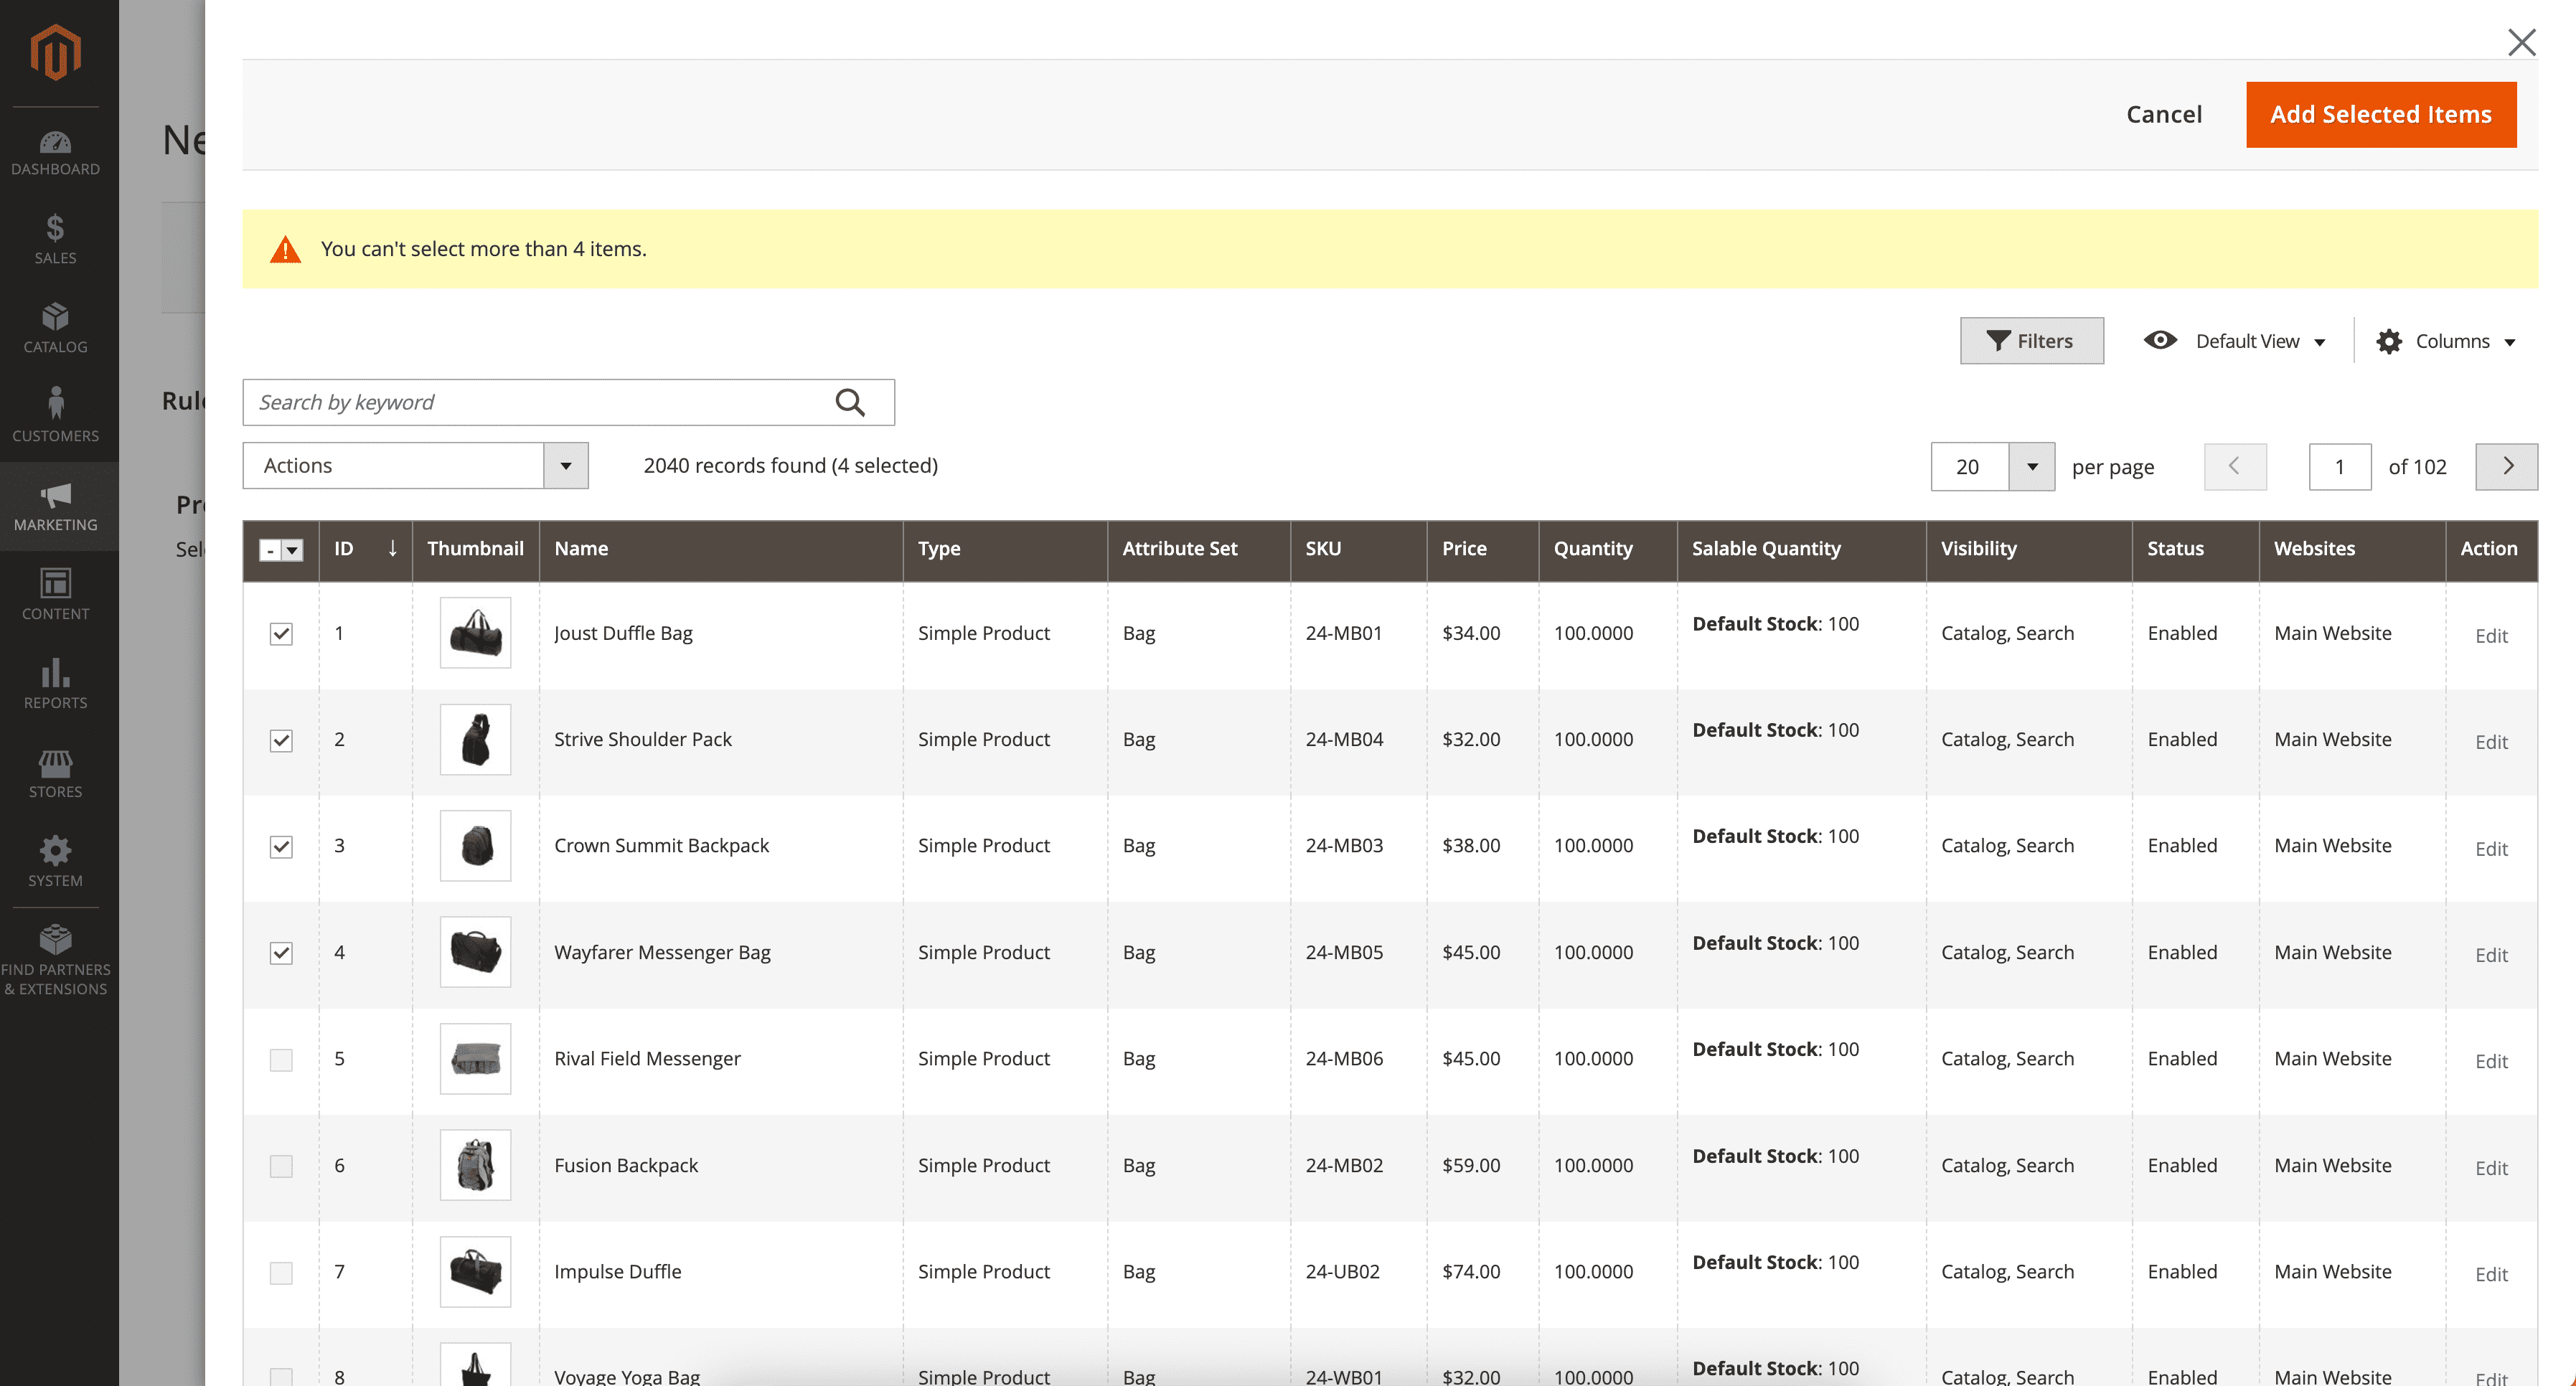 Cancel
Add Selected Items
You can't select more than 4 items.
Filters
Default View
Columns
Search by keyword
Actions
2040 records found (4 selected)
20
per page
1
of 102
- ID ↓ Thumbnail Name Type Attribute Set SKU Price Quantity Salable Quantity Visibility Status Websites Action
1 Joust Duffle Bag Simple Product Bag 24-MB01 $34.00 100.0000 Default Stock: 100 Catalog, Search Enabled Main Website Edit
2 Strive Shoulder Pack Simple Product Bag 24-MB04 $32.00 100.0000 Default Stock: 100 Catalog, Search Enabled Main Website Edit
3 Crown Summit Backpack Simple Product Bag 24-MB03 $38.00 100.0000 Default Stock: 100 Catalog, Search Enabled Main Website Edit
4 Wayfarer Messenger Bag Simple Product Bag 24-MB05 $45.00 100.0000 Default Stock: 100 Catalog, Search Enabled Main Website Edit
5 Rival Field Messenger Simple Product Bag 24-MB06 $45.00 100.0000 Default Stock: 100 Catalog, Search Enabled Main Website Edit
6 Fusion Backpack Simple Product Bag 24-MB02 $59.00 100.0000 Default Stock: 100 Catalog, Search Enabled Main Website Edit
7 Impulse Duffle Simple Product Bag 24-UB02 $74.00 100.0000 Default Stock: 100 Catalog, Search Enabled Main Website Edit
8 Voyage Yoga Bag Simple Product Bag 24-WB01 $32.00 100.0000 Default Stock: 100 Catalog, Search Enabled Main Website Edit
DASHBOARD
SALES
CATALOG
CUSTOMERS
MARKETING
CONTENT
REPORTS
STORES
SYSTEM
FIND PARTNERS
& EXTENSIONS
Ne
Rul
Pr
Sel